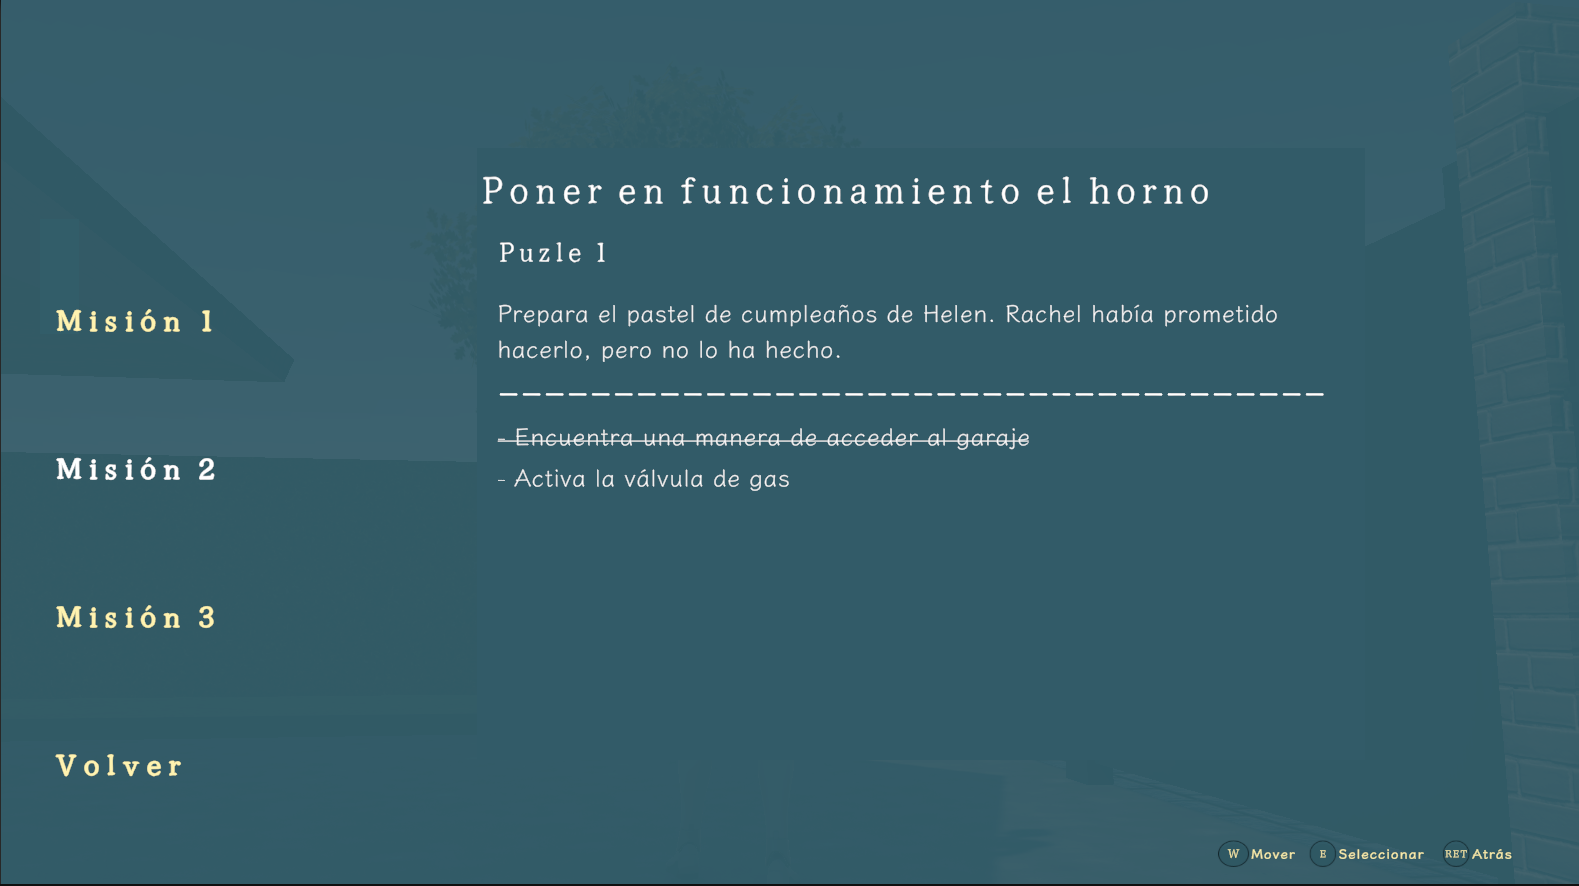 Poner en funcionamiento el horno
Puzle 1
Prepara el pastel de cumpleaños de Helen. Rachel había prometido
hacerlo, pero no lo ha hecho.
- Encuentra una manera de acceder al garaje
- Activa la válvula de gas
Misión 1
Misión 2
Misión 3
Volver
W Mover E Seleccionar RET Atrás